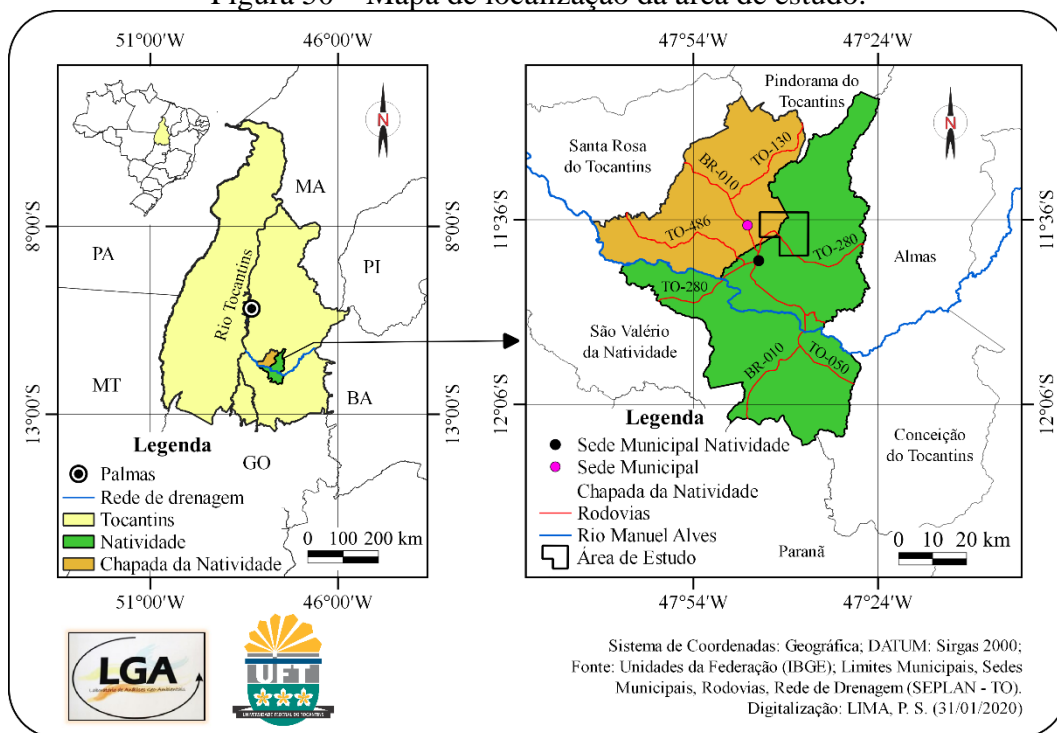 Figura 30 – Mapa de localização da área de estudo.
51°00'W
46°00'W
8°00'S
8°00'S
13°00'S
13°00'S
N
MA
PA
PI
Rio Tocantins
MT
BA
GO
Legenda
Palmas
Rede de drenagem
Tocantins
Natividade
Chapada da Natividade
0 100 200 km
51°00'W
46°00'W
47°54'W
47°24'W
Pindorama do
Tocantins
N
Santa Rosa
do Tocantins
BR-010
TO-130
11°36'S
11°36'S
TO-486
TO-280
Almas
TO-280
São Valério
da Natividade
BR-010
TO-050
12°06'S
12°06'S
Legenda
Sede Municipal Natividade
Sede Municipal
Chapada da Natividade
Rodovias
Rio Manuel Alves
Área de Estudo
Conceição
do Tocantins
Paranã
0 10 20 km
47°54'W
47°24'W
LGA
UFT
UNIVERSIDADE FEDERAL DO TOCANTINS
Sistema de Coordenadas: Geográfica; DATUM: Sirgas 2000;
Fonte: Unidades da Federação (IBGE); Limites Municipais, Sedes
Municipais, Rodovias, Rede de Drenagem (SEPLAN - TO).
Digitalização: LIMA, P. S. (31/01/2020)